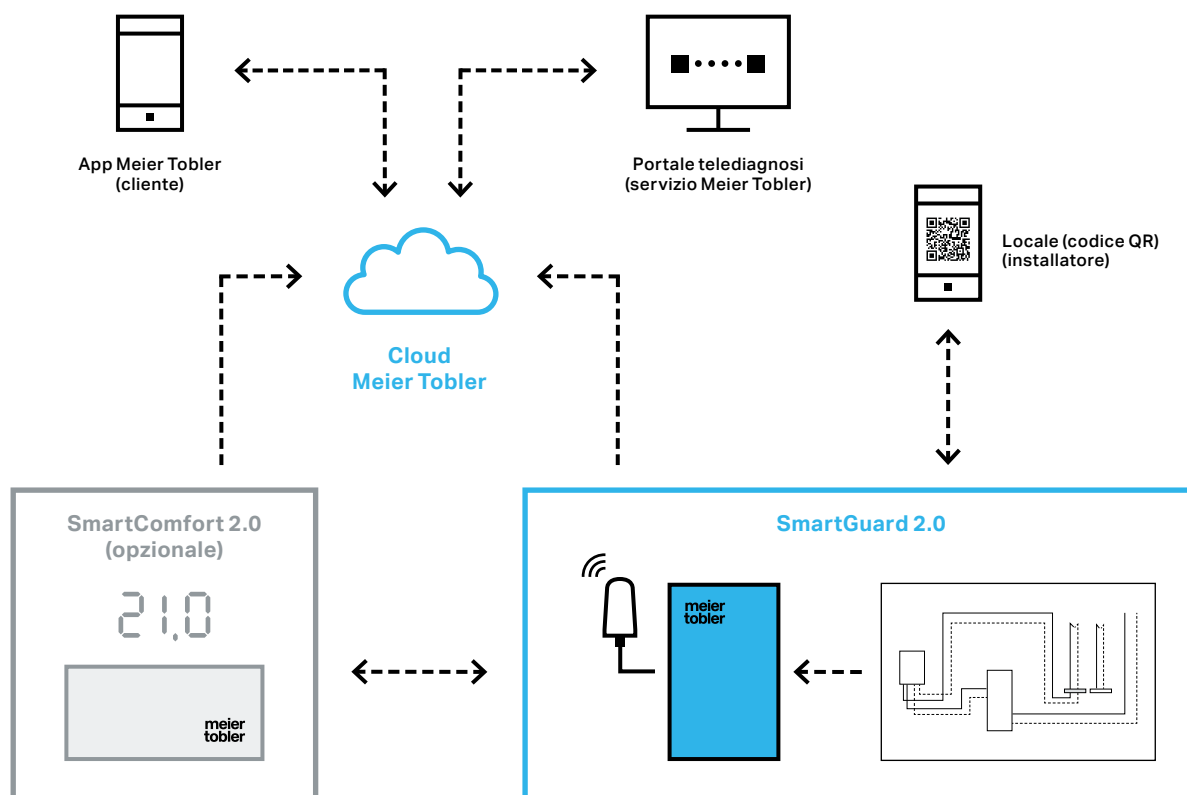 App Meier Tobler
(cliente)
Portale telediagnosi
(servizio Meier Tobler)
Locale (codice QR)
(installatore)
Cloud
Meier Tobler
SmartComfort 2.0
(opzionale)
21,0
meier
tobler
SmartGuard 2.0
meier
tobler